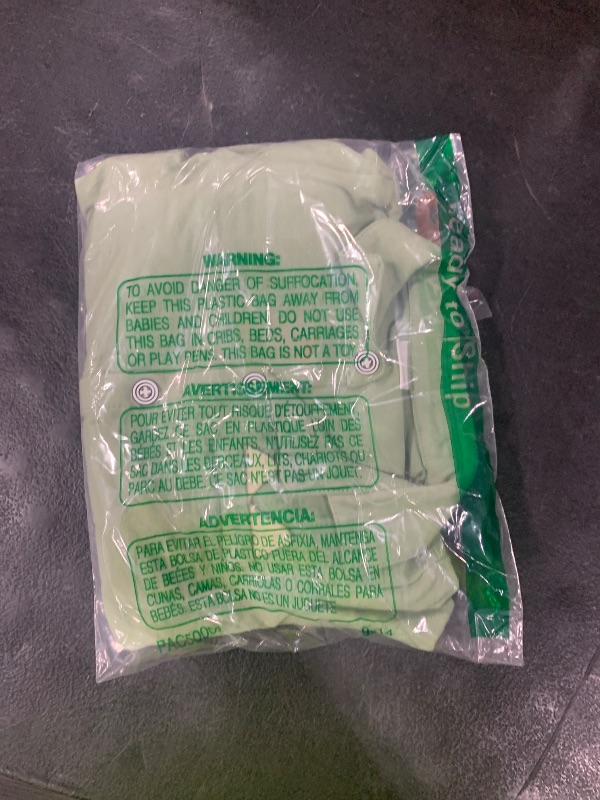 WARNING:
TO AVOID DANGER OF SUFFOCATION,
KEEP THIS PLASTIC BAG AWAY FROM
BABIES AND CHILDREN. DO NOT USE
THIS BAG IN CRIBS, BEDS, CARRIAGES
OR PLAY PENS. THIS BAG IS NOT A TOY.
AVERTISSEMENT:
POUR ÉVITER TOUT RISQUE D'ÉTOUFFEMENT,
GARDEZ CE SAC EN PLASTIQUE LOIN DES
BÉBÉS ET LES ENFANTS. N'UTILISEZ PAS CE
SAC DANS LES BERCEAUX, LITS, CHARIOTS OU
PARC AU BEBE. CE SAC N'EST PAS UN JOUET.
ADVERTENCIA:
PARA EVITAR EL PELIGRO DE ASFIXIA, MANTENGA
ESTA BOLSA DE PLASTICO FUERA DEL ALCANCE
DE BEBES Y NIÑOS. NO USAR ESTA BOLSA EN
CUNAS, CAMAS, CARRIOLAS O CORRALES PARA
BEBÉS. ESTA BOLSA NO ES UN JUGUETE.
9-14
Ready to Ship